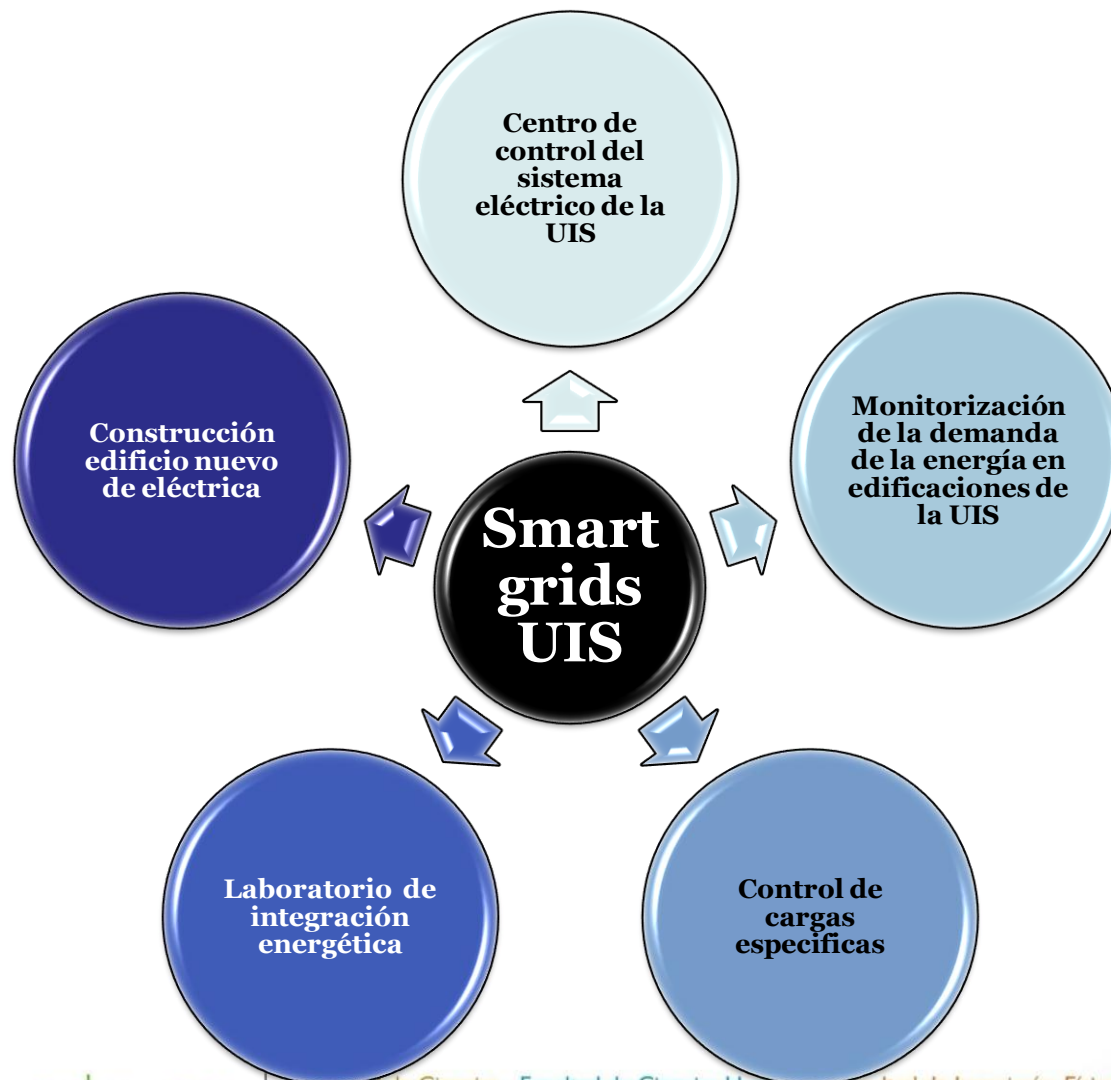 Centro de
control del
sistema
eléctrico de la
UIS
Monitorización
de la demanda
de la energía en
edificaciones de
la UIS
Construcción
edificio nuevo
de eléctrica
Smart
grids
UIS
Laboratorio de
integración
energética
Control de
cargas
especificas